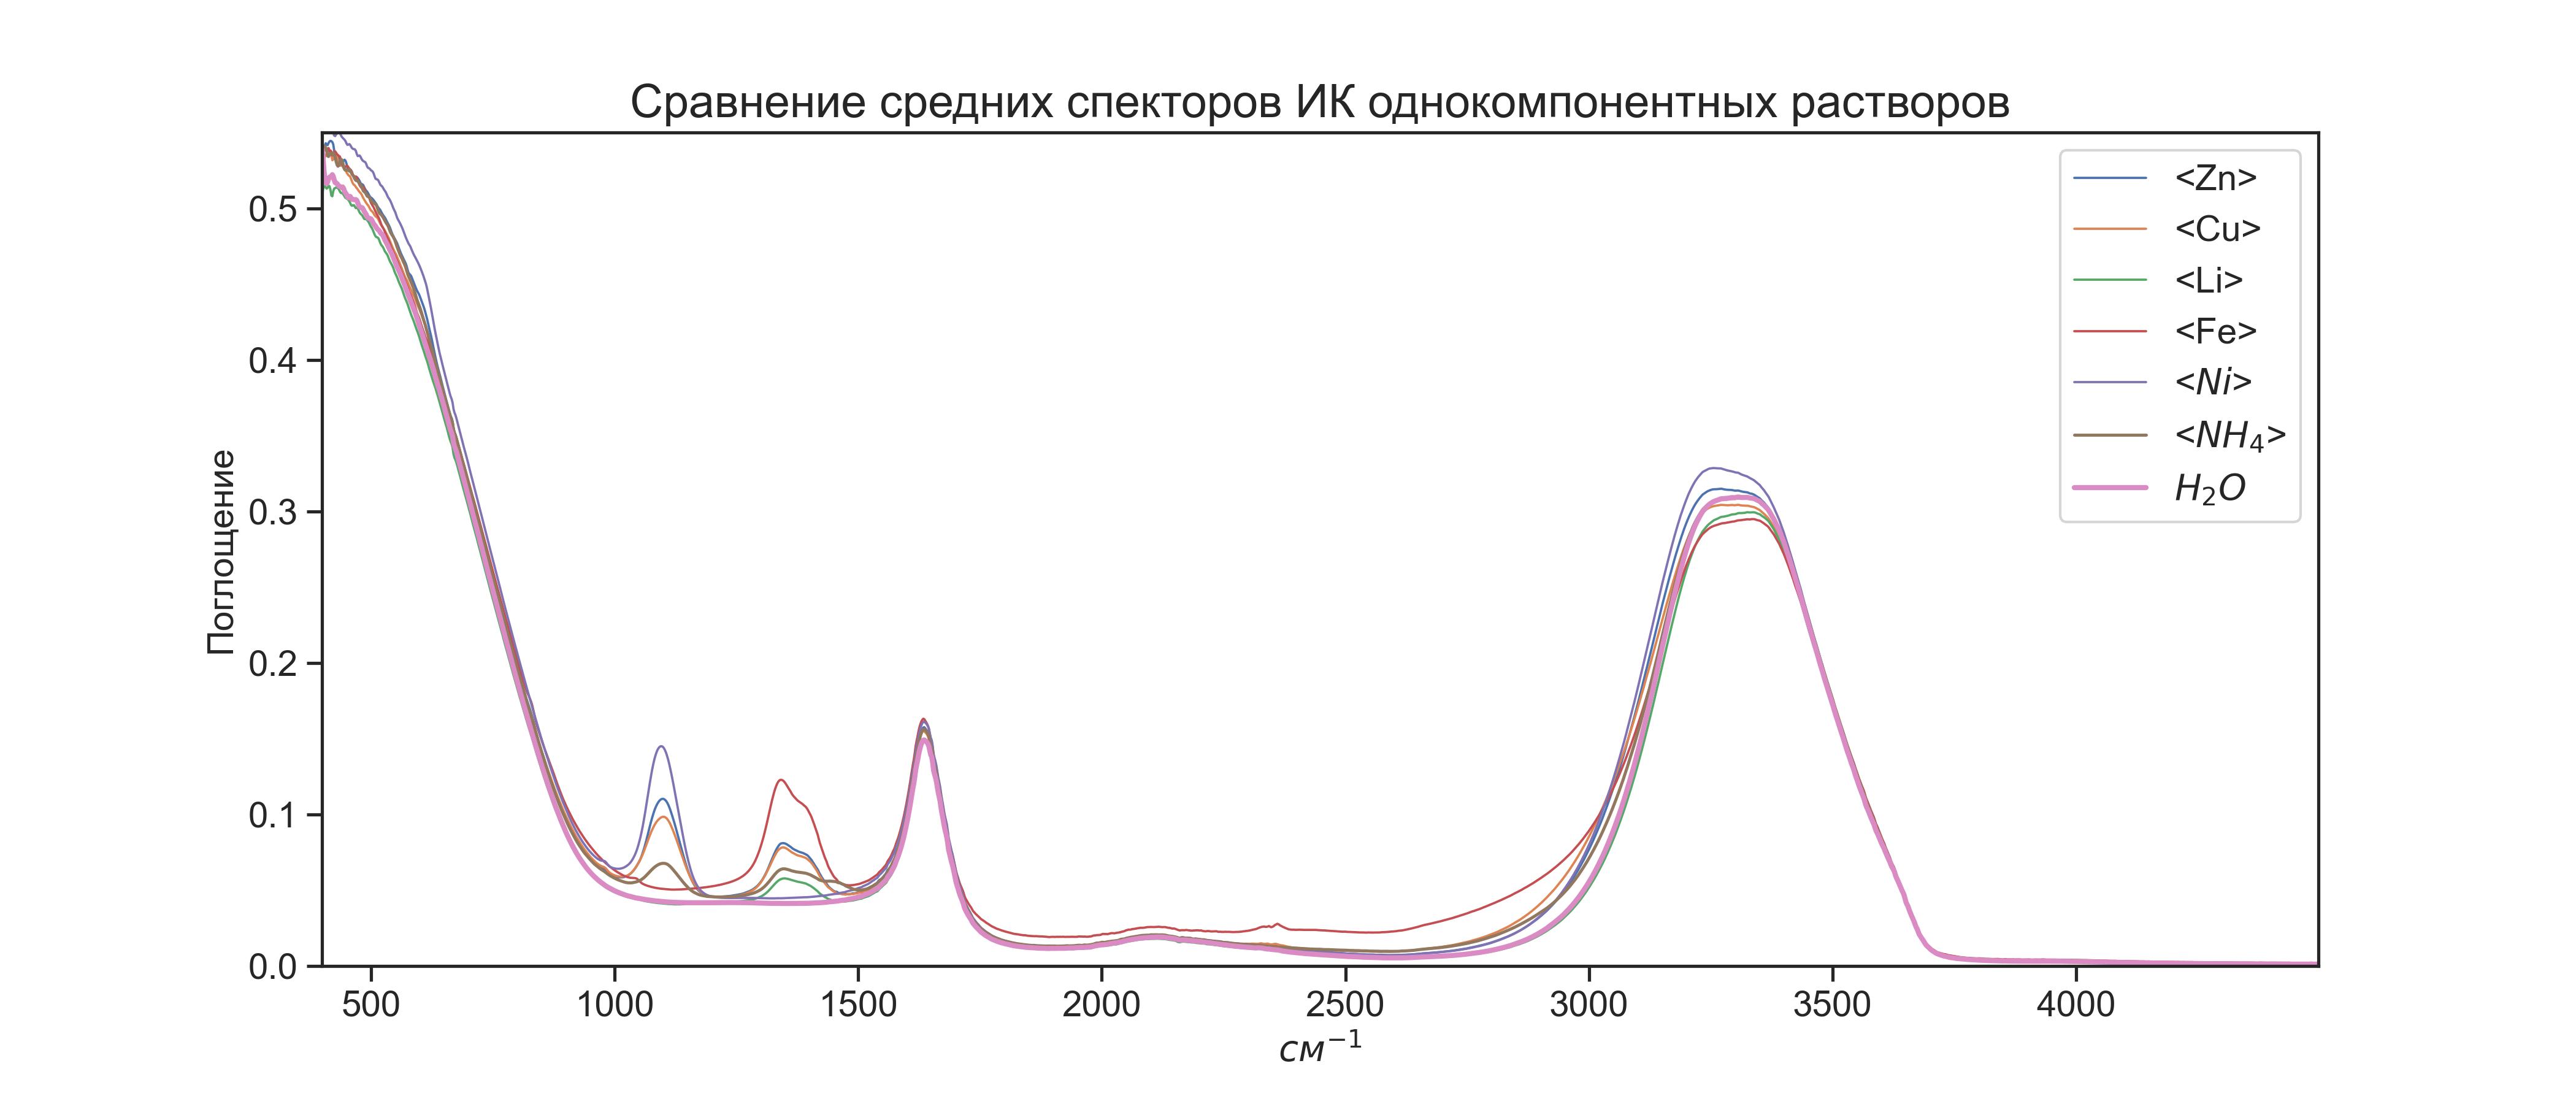 Сравнение средних спекторов ИК однокомпонентных растворов
Поглощение
0.5
0.4
0.3
0.2
0.1
0.0
500 1000 1500 2000 2500 3000 3500 4000
см⁻¹
<Zn>
<Cu>
<Li>
<Fe>
<Ni>
<NH₄>
H₂O